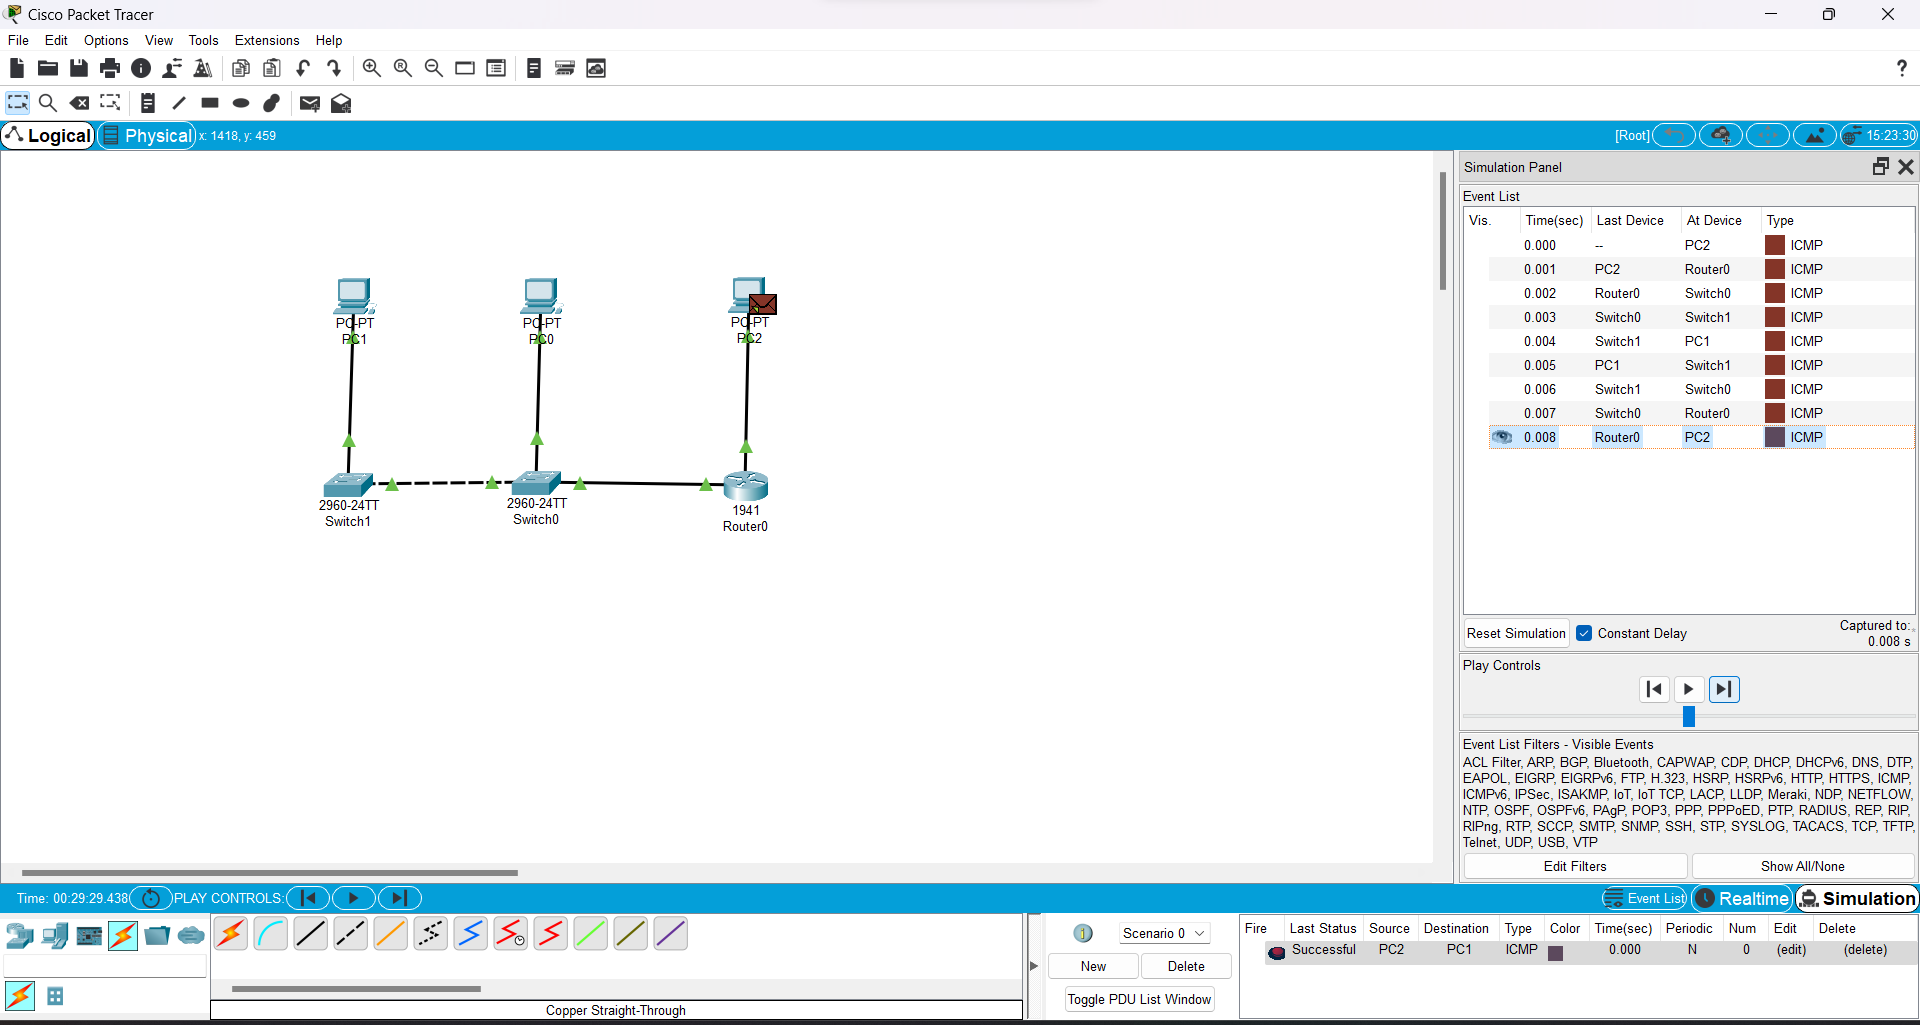 Cisco Packet Tracer
File Edit Options View Tools Extensions Help
?
Logical Physical x: 1418, y: 459 [Root] 15:23:30
Simulation Panel
Event List
Vis. Time(sec) Last Device At Device Type
0.000 -- PC2 ICMP
0.001 PC2 Router0 ICMP
0.002 Router0 Switch0 ICMP
0.003 Switch0 Switch1 ICMP
0.004 Switch1 PC1 ICMP
0.005 PC1 Switch1 ICMP
0.006 Switch1 Switch0 ICMP
0.007 Switch0 Router0 ICMP
0.008 Router0 PC2 ICMP
PC-PT
PC1
PC-PT
PC0
PC-PT
PC2
2960-24TT
Switch1
2960-24TT
Switch0
1941
Router0
Reset Simulation Constant Delay Captured to:
0.008 s
Play Controls
Event List Filters - Visible Events
ACL Filter, ARP, BGP, Bluetooth, CAPWAP, CDP, DHCP, DHCPv6, DNS, DTP,
EAPOL, EIGRP, EIGRPv6, FTP, H.323, HSRP, HSRPv6, HTTP, HTTPS, ICMP,
ICMPv6, IPSec, ISAKMP, IoT, IoT TCP, LACP, LLDP, Meraki, NDP, NETFLOW,
NTP, OSPF, OSPFv6, PAgP, POP3, PPP, PPPoED, PTP, RADIUS, REP, RIP,
RIPng, RTP, SCCP, SMTP, SNMP, SSH, STP, SYSLOG, TACACS, TCP, TFTP,
Telnet, UDP, USB, VTP
Edit Filters Show All/None
Time: 00:29:29.438 PLAY CONTROLS: Event List Realtime Simulation
Copper Straight-Through
Scenario 0
New Delete
Toggle PDU List Window
Fire Last Status Source Destination Type Color Time(sec) Periodic Num Edit Delete
Successful PC2 PC1 ICMP 0.000 N 0 (edit) (delete)